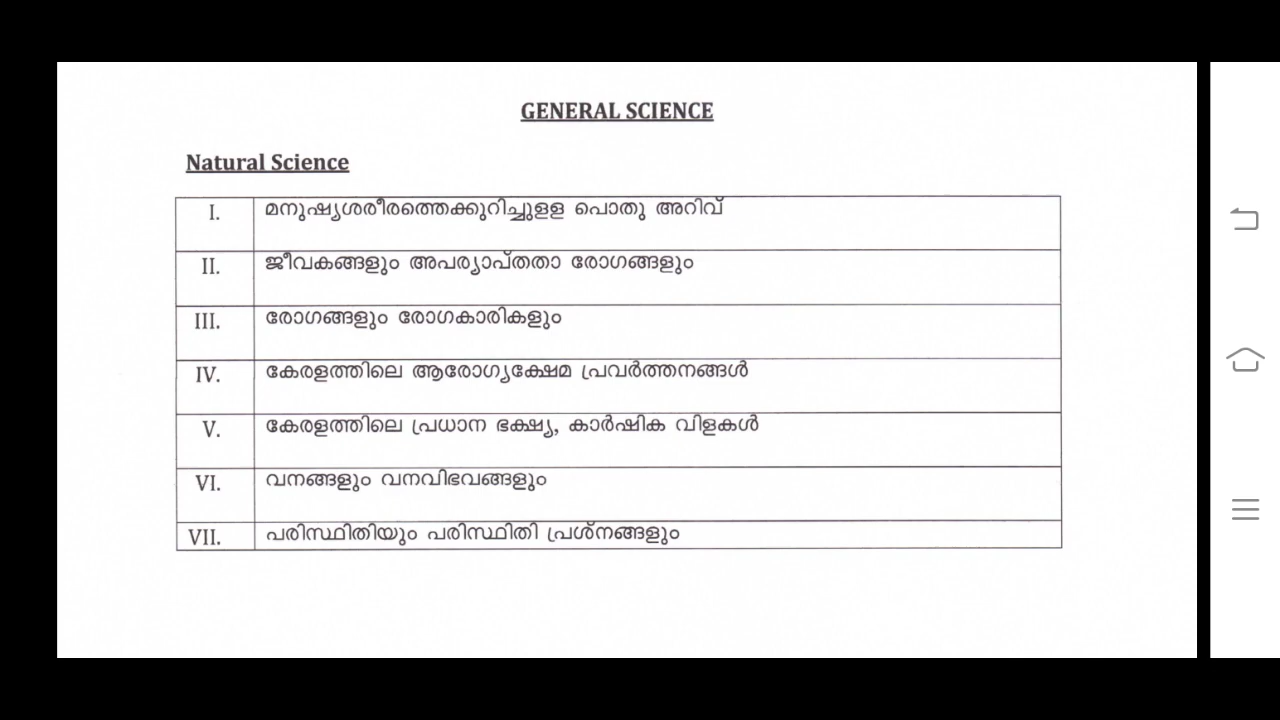 GENERAL SCIENCE
Natural Science
I. മനുഷ്യശരീരത്തെക്കുറിച്ചുളള പൊതു അറിവ്
II. ജീവകങ്ങളും അപര്യാപ്തതാ രോഗങ്ങളും
III. രോഗങ്ങളും രോഗകാരികളും
IV. കേരളത്തിലെ ആരോഗ്യക്ഷേമ പ്രവർത്തനങ്ങൾ
V. കേരളത്തിലെ പ്രധാന ഭക്ഷ്യ, കാർഷിക വിളകൾ
VI. വനങ്ങളും വനവിഭവങ്ങളും
VII. പരിസ്ഥിതിയും പരിസ്ഥിതി പ്രശ്നങ്ങളും